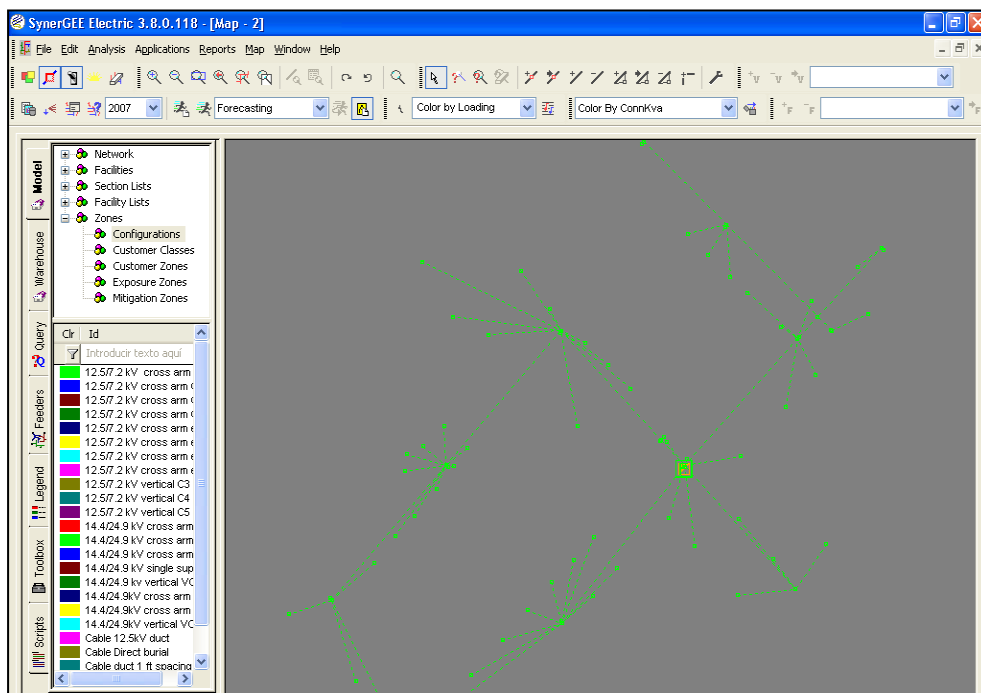 SynerGEE Electric 3.8.0.118 - [Map - 2]
File Edit Analysis Applications Reports Map Window Help
2007 Forecasting Color by Loading Color By ConnKva
Model
Warehouse
Query
Feeders
Legend
Toolbox
Scripts
Network
Facilities
Section Lists
Facility Lists
Zones
Configurations
Customer Classes
Customer Zones
Exposure Zones
Mitigation Zones
Clr Id
Introducir texto aquí
12.5/7.2 kV cross arm
12.5/7.2 kV cross arm
12.5/7.2 kV cross arm
12.5/7.2 kV cross arm
12.5/7.2 kV cross arm e
12.5/7.2 kV cross arm e
12.5/7.2 kV cross arm e
12.5/7.2 kV cross arm e
12.5/7.2 kV vertical C3
12.5/7.2 kV vertical C4
12.5/7.2 kV vertical C5
14.4/24.9 kV cross arm
14.4/24.9 kV cross arm
14.4/24.9 kV cross arm
14.4/24.9 kV single sup
14.4/24.9 kv vertical VC
14.4/24.9kV cross arm
14.4/24.9kV cross arm
14.4/24.9kV vertical VC
Cable 12.5kV duct
Cable Direct burial
Cable duct 1 ft spacing